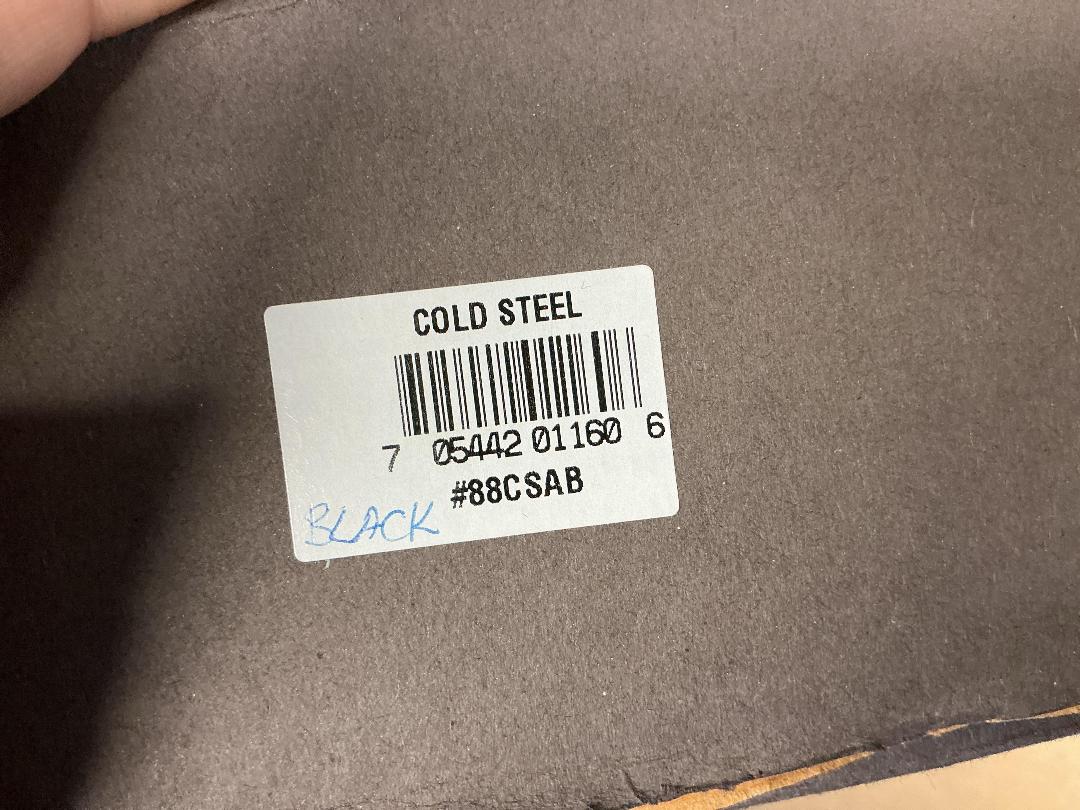 COLD STEEL
7 05442 01160 6
#88CSAB
BLACK